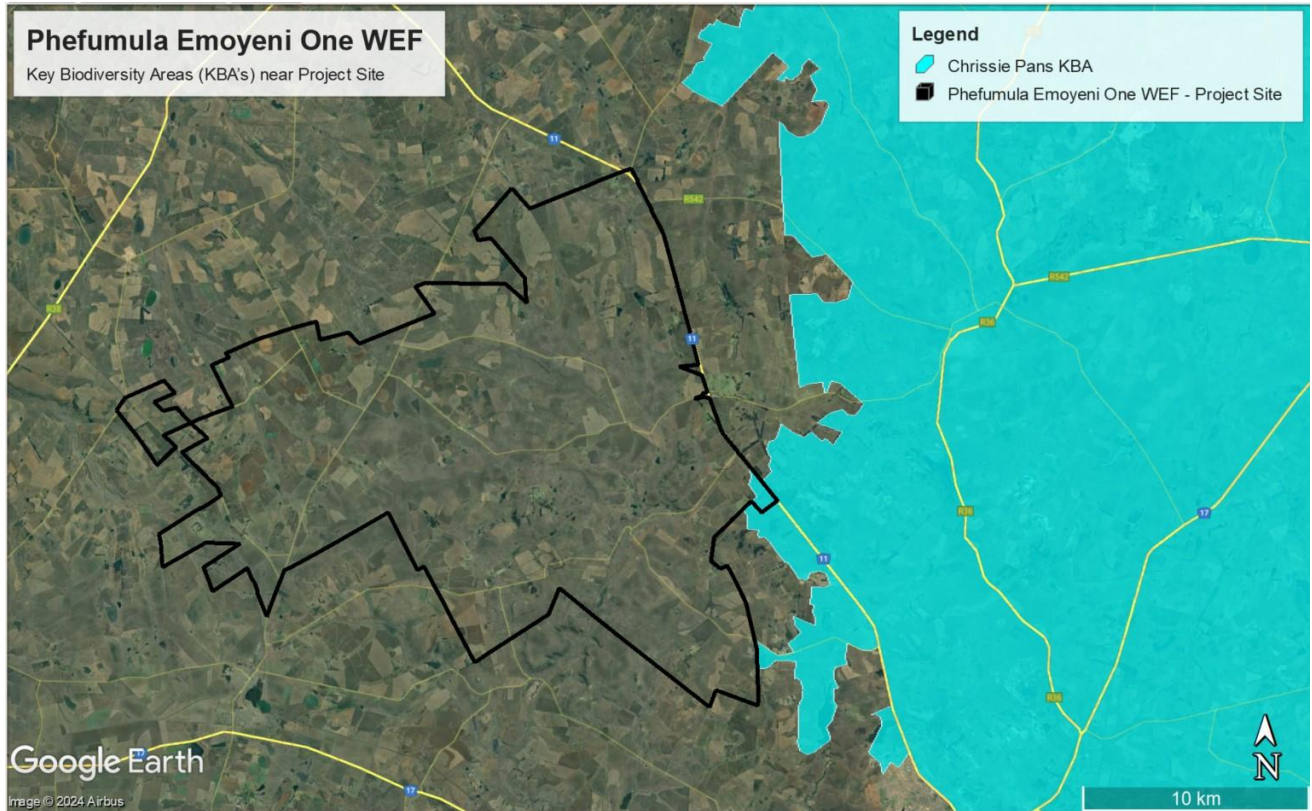 Phefumula Emoyeni One WEF
Key Biodiversity Areas (KBA's) near Project Site
Legend
Chrissie Pans KBA
Phefumula Emoyeni One WEF - Project Site
11
R542
R38
11
R542
R36
R36
17
11
R36
17
17
Google Earth
Image © 2024 Airbus
N
10 km